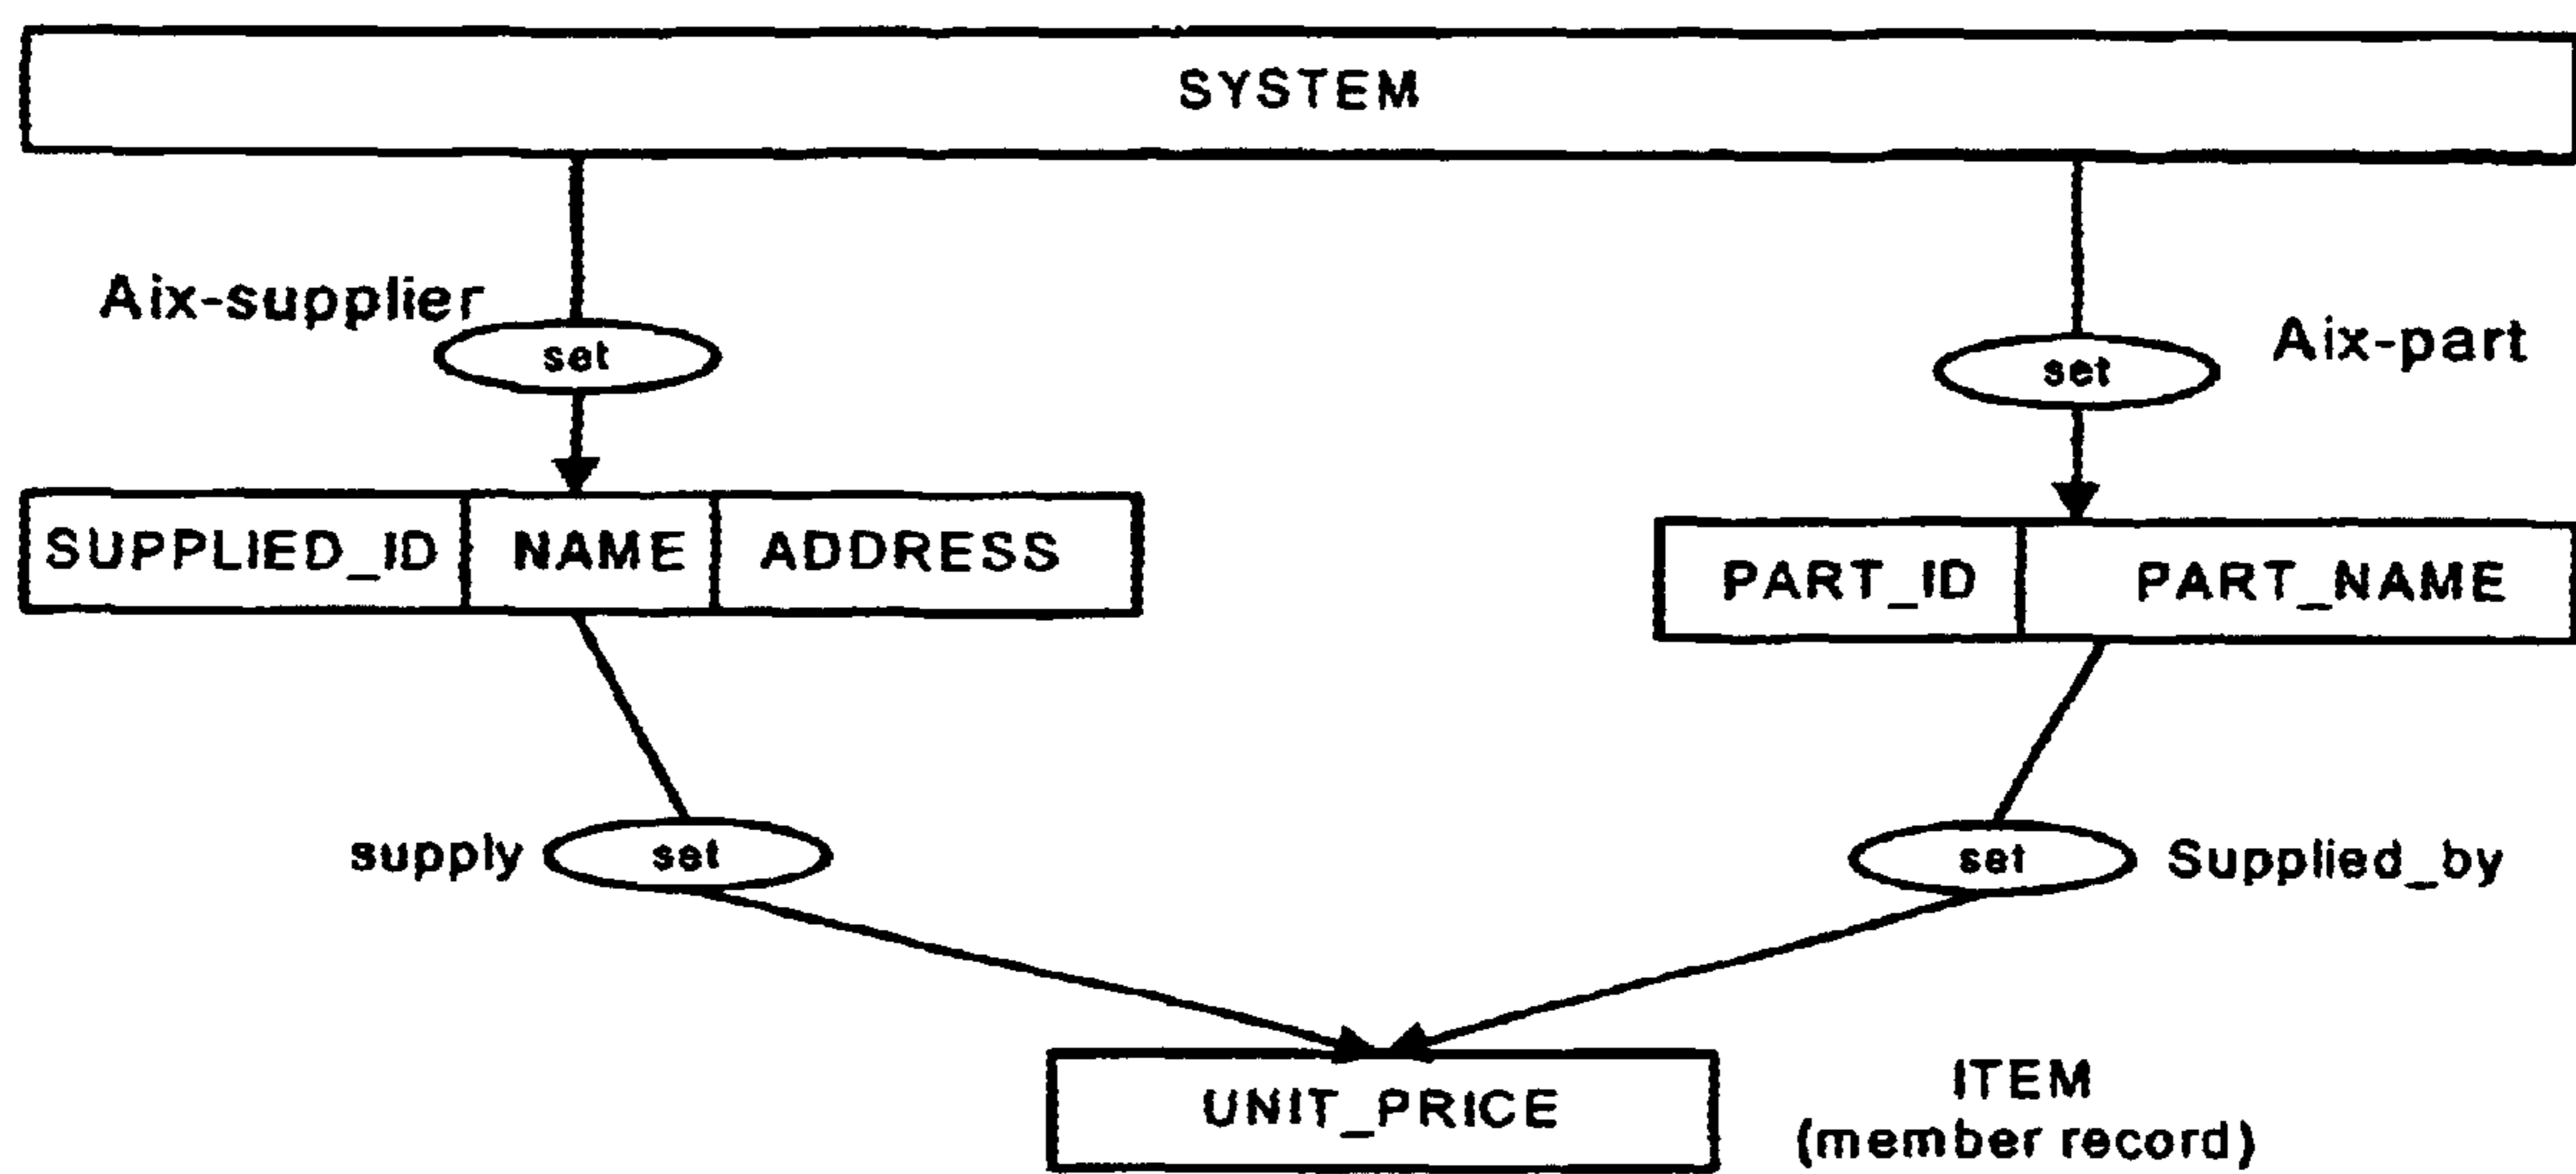 SYSTEM
Aix-supplier
set
set
Aix-part
SUPPLIED_ID NAME ADDRESS
PART_ID PART_NAME
supply set
set Supplied_by
UNIT_PRICE
ITEM
(member record)